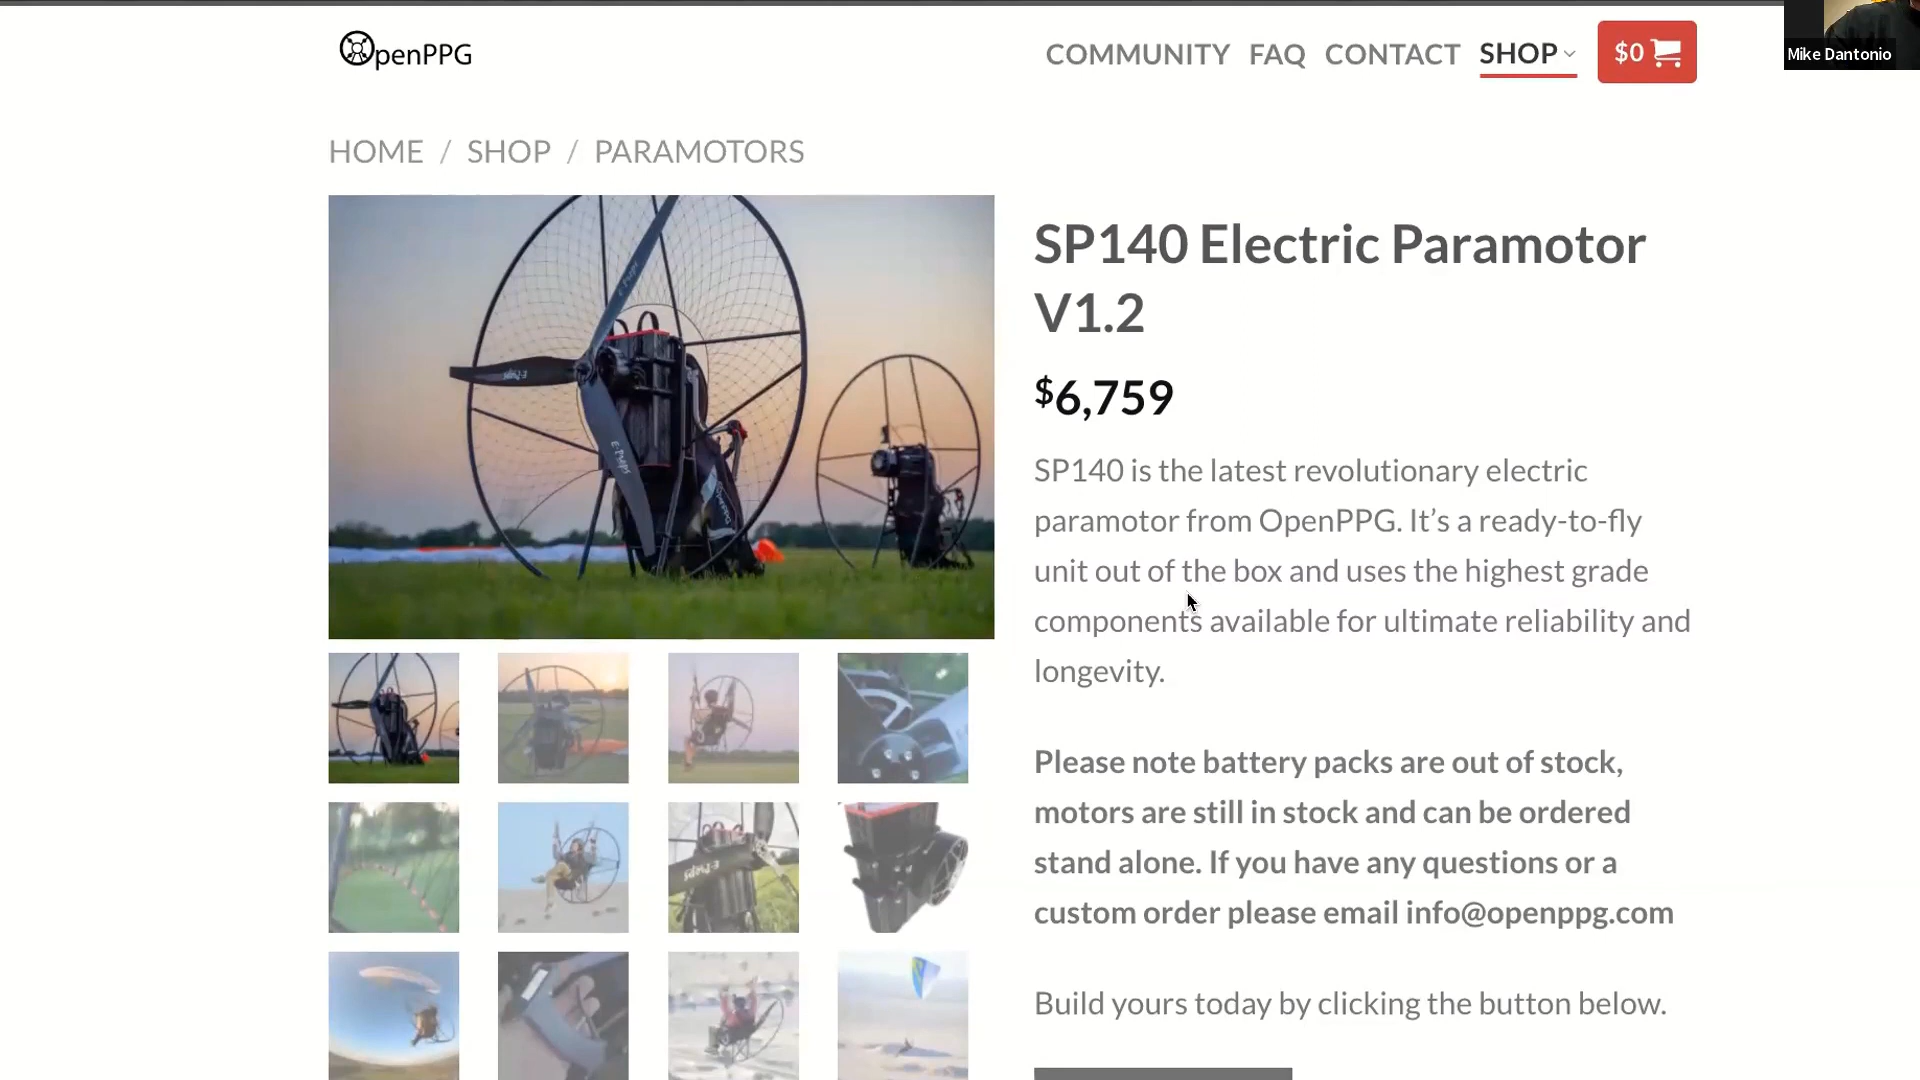 OpenPPG
COMMUNITY FAQ CONTACT SHOP $0
Mike Dantonio
HOME / SHOP / PARAMOTORS
E-Props
E-Props
E-Props
SP140 Electric Paramotor
V1.2
$6,759
SP140 is the latest revolutionary electric
paramotor from OpenPPG. It’s a ready-to-fly
unit out of the box and uses the highest grade
components available for ultimate reliability and
longevity.
Please note battery packs are out of stock,
motors are still in stock and can be ordered
stand alone. If you have any questions or a
custom order please email info@openppg.com
Build yours today by clicking the button below.
E-Props